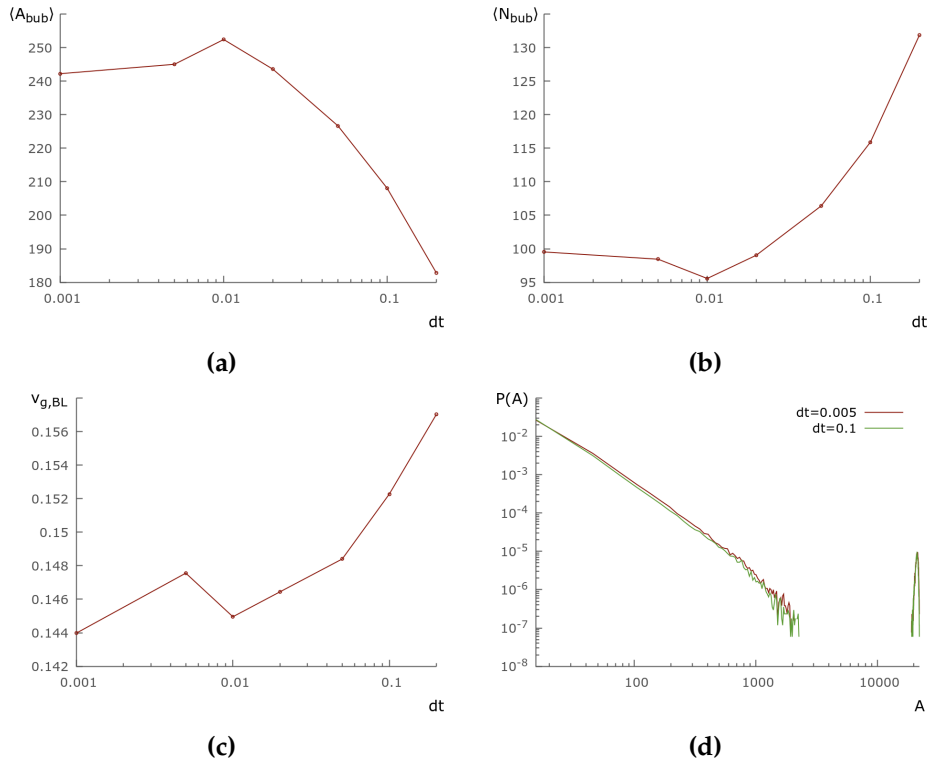 ⟨A_bub⟩
250
240
230
220
210
200
190
180
0.001 0.01 0.1
dt
(a)
⟨N_bub⟩
130
125
120
115
110
105
100
95
0.001 0.01 0.1
dt
(b)
v_g,BL
0.156
0.154
0.152
0.15
0.148
0.146
0.144
0.142
0.001 0.01 0.1
dt
(c)
P(A)
dt=0.005
dt=0.1
10^-2
10^-3
10^-4
10^-5
10^-6
10^-7
10^-8
100 1000 10000
A
(d)